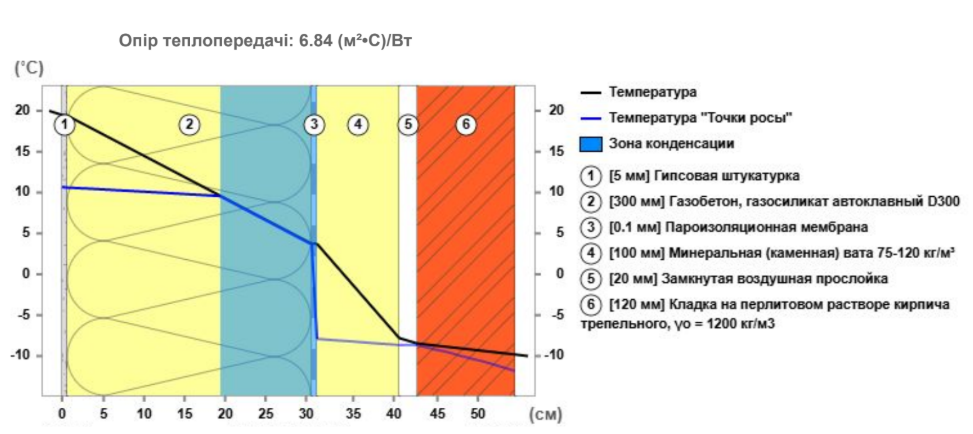 Опір теплопередачі: 6.84 (м²•С)/Вт
(°C)
20
15
10
5
0
-5
-10
1
2
3
4
5
6
20
15
10
5
0
-5
-10
0 5 10 15 20 25 30 35 40 45 50 (см)
Температура
Температура "Точки росы"
Зона конденсации
1 [5 мм] Гипсовая штукатурка
2 [300 мм] Газобетон, газосиликат автоклавный D300
3 [0.1 мм] Пароизоляционная мембрана
4 [100 мм] Минеральная (каменная) вата 75-120 кг/м³
5 [20 мм] Замкнутая воздушная прослойка
6 [120 мм] Кладка на перлитовом растворе кирпича
трепельного, γо = 1200 кг/м3